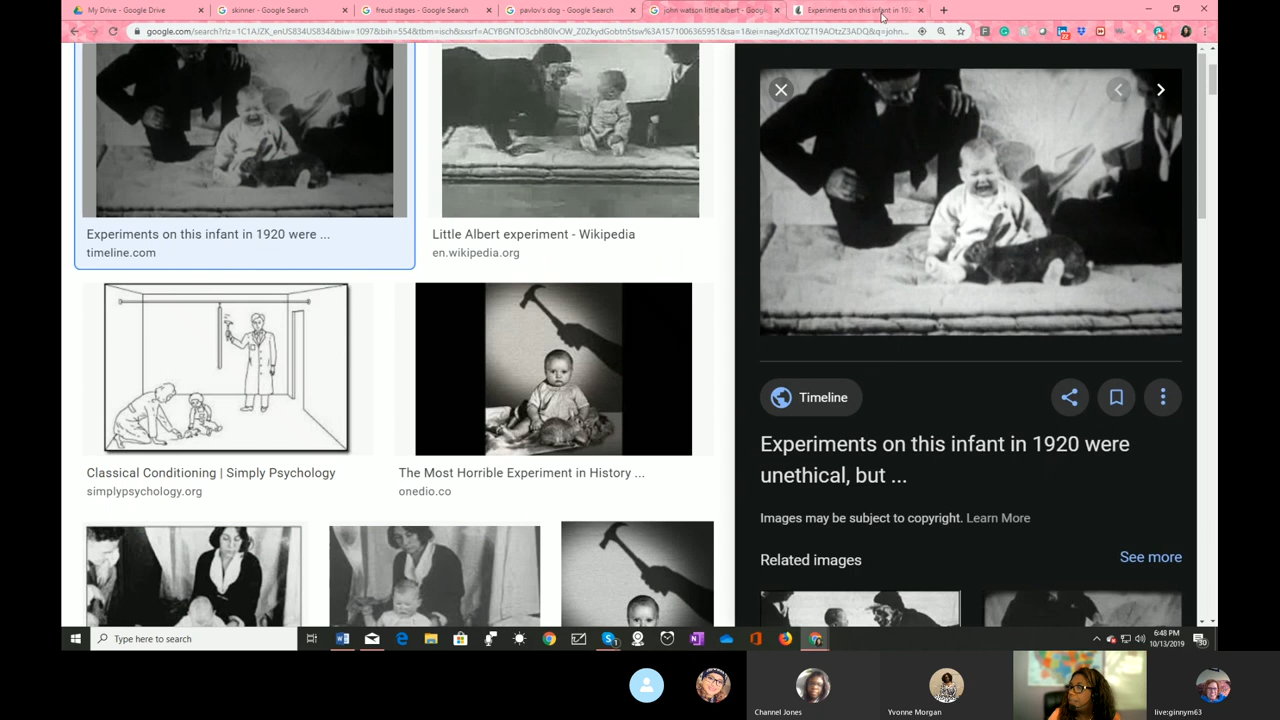 My Drive - Google Drive
skinner - Google Search
freud stages - Google Search
pavlov's dog - Google Search
john watson little albert - Googl
Experiments on this infant in 19
Experiments on this infant in 1920 were ...
timeline.com
Little Albert experiment - Wikipedia
en.wikipedia.org
Classical Conditioning | Simply Psychology
simplypsychology.org
The Most Horrible Experiment in History ...
onedio.co
Timeline
Experiments on this infant in 1920 were
unethical, but ...
Images may be subject to copyright. Learn More
Related images
See more
Type here to search
6:48 PM
10/13/2019
Channel Jones
Yvonne Morgan
live:ginnym63